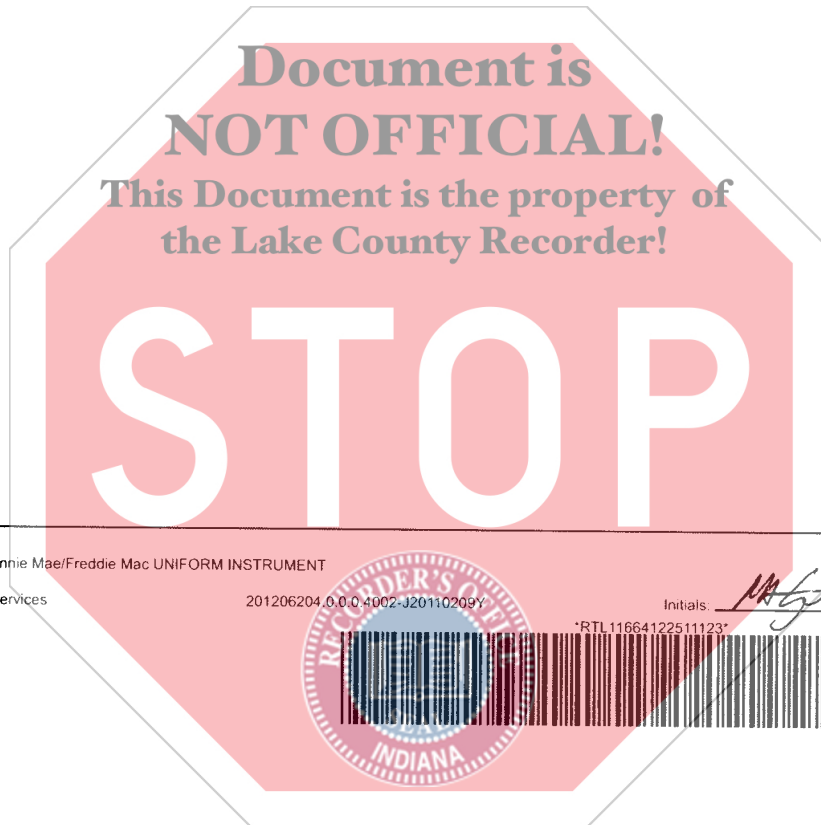 Document is
NOT OFFICIAL!
This Document is the property of
the Lake County Recorder!
STOP
nnie Mae/Freddie Mac UNIFORM INSTRUMENT
ervices 201206204.0.0.0.4002-J20110209Y Initials:
*RTL11664122511123*
RECORDER'S OFFICE
SEAL
INDIANA